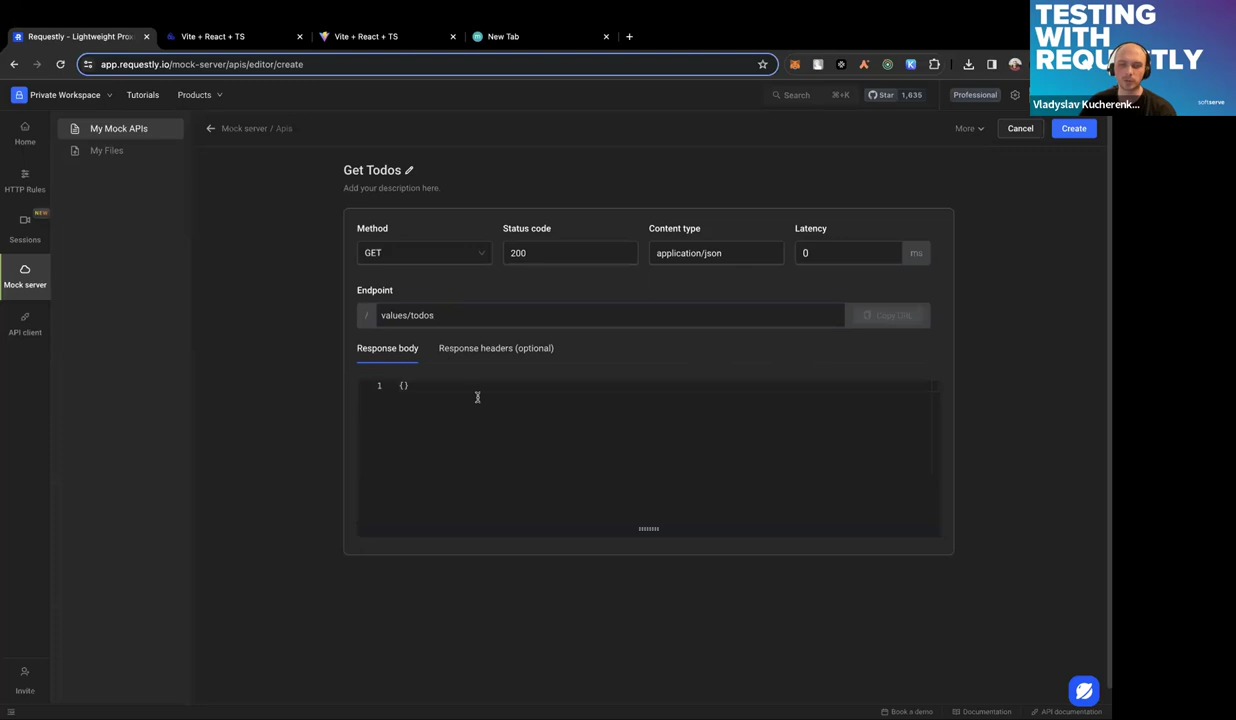 Requestly - Lightweight Prox
Vite + React + TS
Vite + React + TS
New Tab
app.requestly.io/mock-server/apis/editor/create
Private Workspace
Tutorials
Products
Search
⌘+K
Star
1,635
Professional
TESTING
WITH
REQUESTLY
Vladyslav Kucherenk...
softserve
Home
HTTP Rules
NEW
Sessions
Mock server
API client
Invite
My Mock APIs
My Files
Mock server / Apis
More
Cancel
Create
Get Todos
Add your description here.
Method
Status code
Content type
Latency
GET
200
application/json
0
ms
Endpoint
/
values/todos
Copy URL
Response body
Response headers (optional)
1
{}
Book a demo
Documentation
API documentation